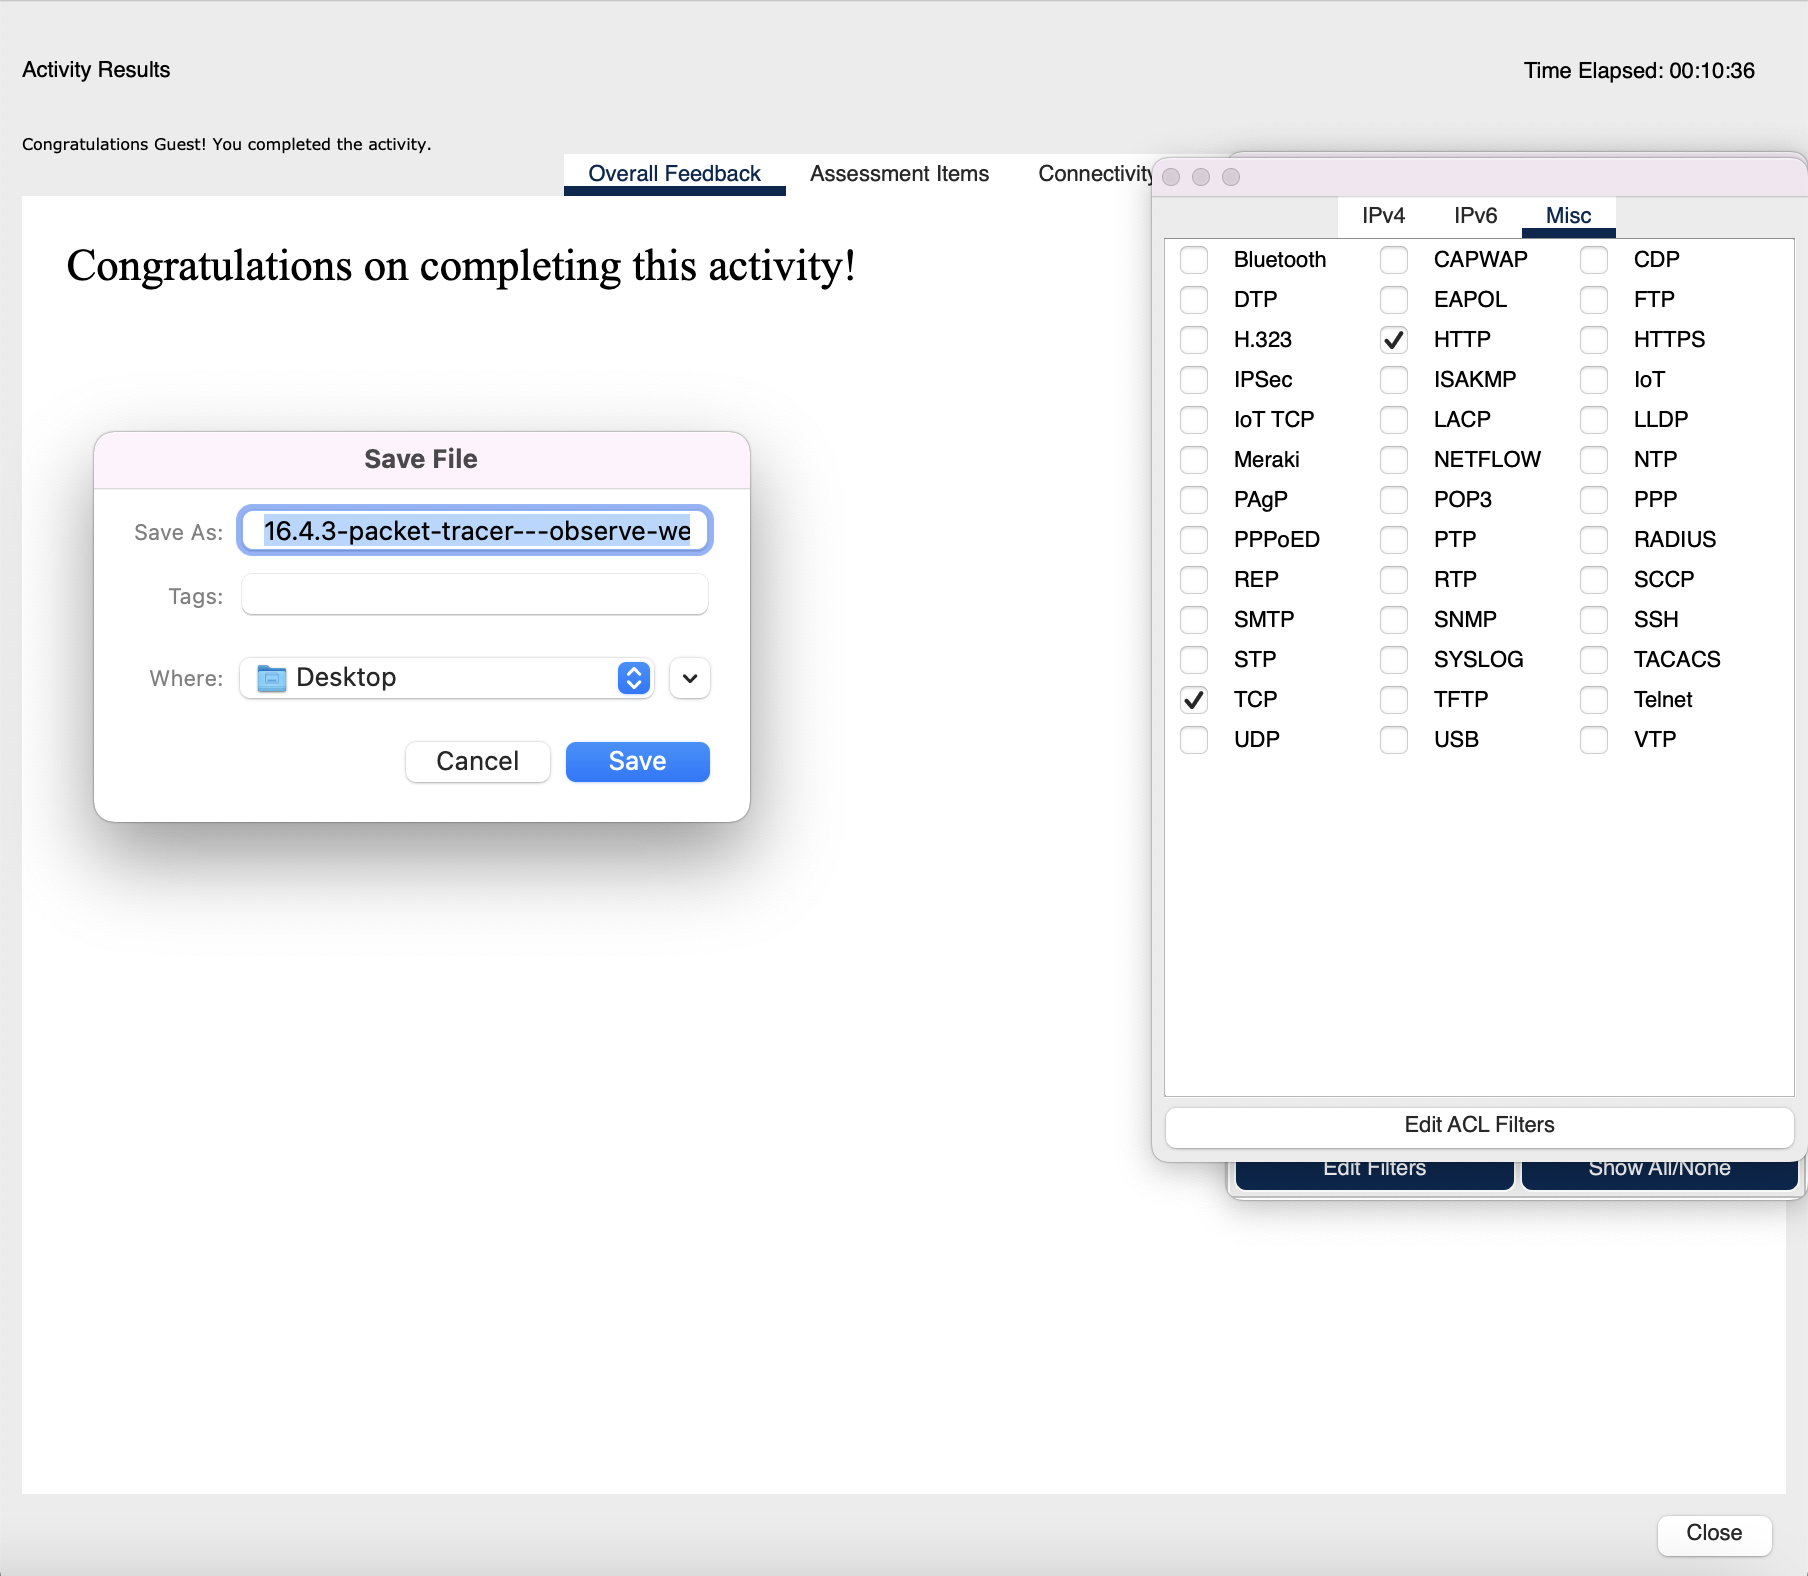 Activity Results
Time Elapsed: 00:10:36
Congratulations Guest! You completed the activity.
Overall Feedback
Assessment Items
Connectivity
Congratulations on completing this activity!
Save File
Save As: 16.4.3-packet-tracer---observe-we
Tags:
Where: Desktop
Cancel
Save
IPv4
IPv6
Misc
Bluetooth CAPWAP CDP
DTP EAPOL FTP
H.323 HTTP HTTPS
IPSec ISAKMP IoT
IoT TCP LACP LLDP
Meraki NETFLOW NTP
PAgP POP3 PPP
PPPoED PTP RADIUS
REP RTP SCCP
SMTP SNMP SSH
STP SYSLOG TACACS
TCP TFTP Telnet
UDP USB VTP
Edit ACL Filters
Edit Filters
Show All/None
Close